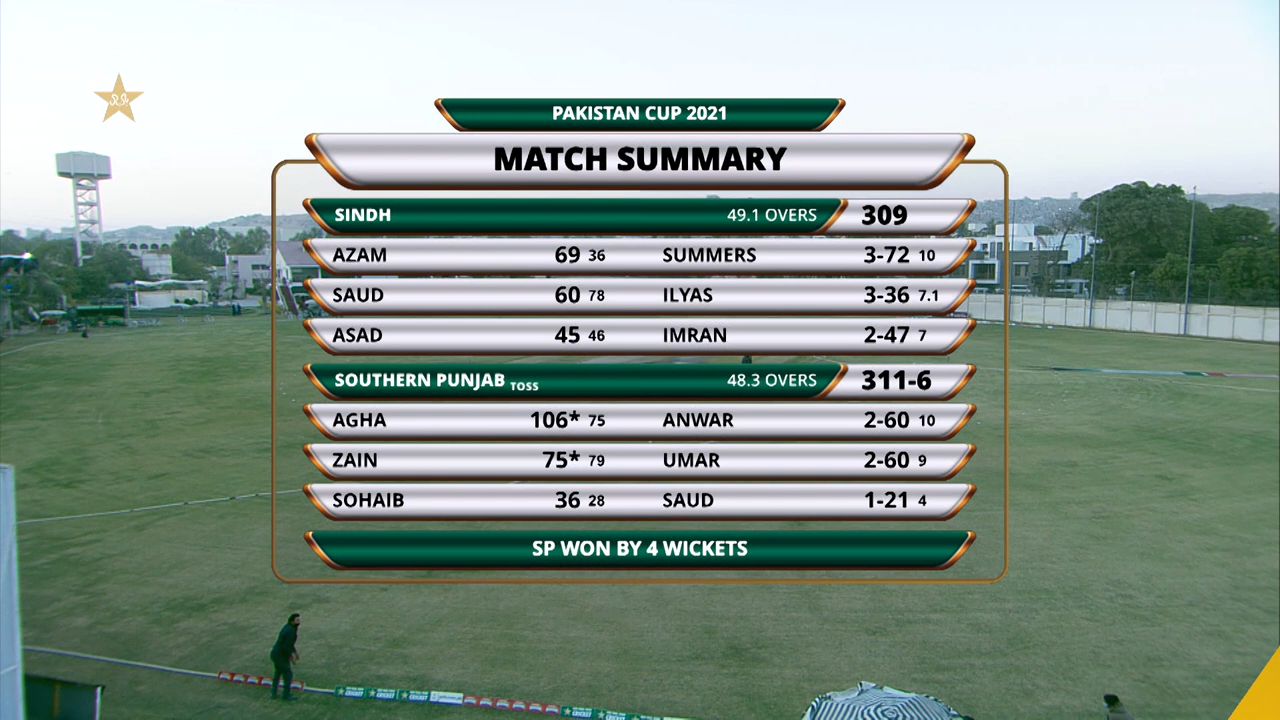 PAKISTAN CUP 2021
MATCH SUMMARY
SINDH 49.1 OVERS 309
AZAM 69 36 SUMMERS 3-72 10
SAUD 60 78 ILYAS 3-36 7.1
ASAD 45 46 IMRAN 2-47 7
SOUTHERN PUNJAB TOSS 48.3 OVERS 311-6
AGHA 106* 75 ANWAR 2-60 10
ZAIN 75* 79 UMAR 2-60 9
SOHAIB 36 28 SAUD 1-21 4
SP WON BY 4 WICKETS